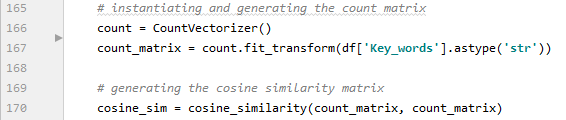 165 # instantiating and generating the count matrix
166 count = CountVectorizer()
167 count_matrix = count.fit_transform(df['Key_words'].astype('str'))
168
169 # generating the cosine similarity matrix
170 cosine_sim = cosine_similarity(count_matrix, count_matrix)